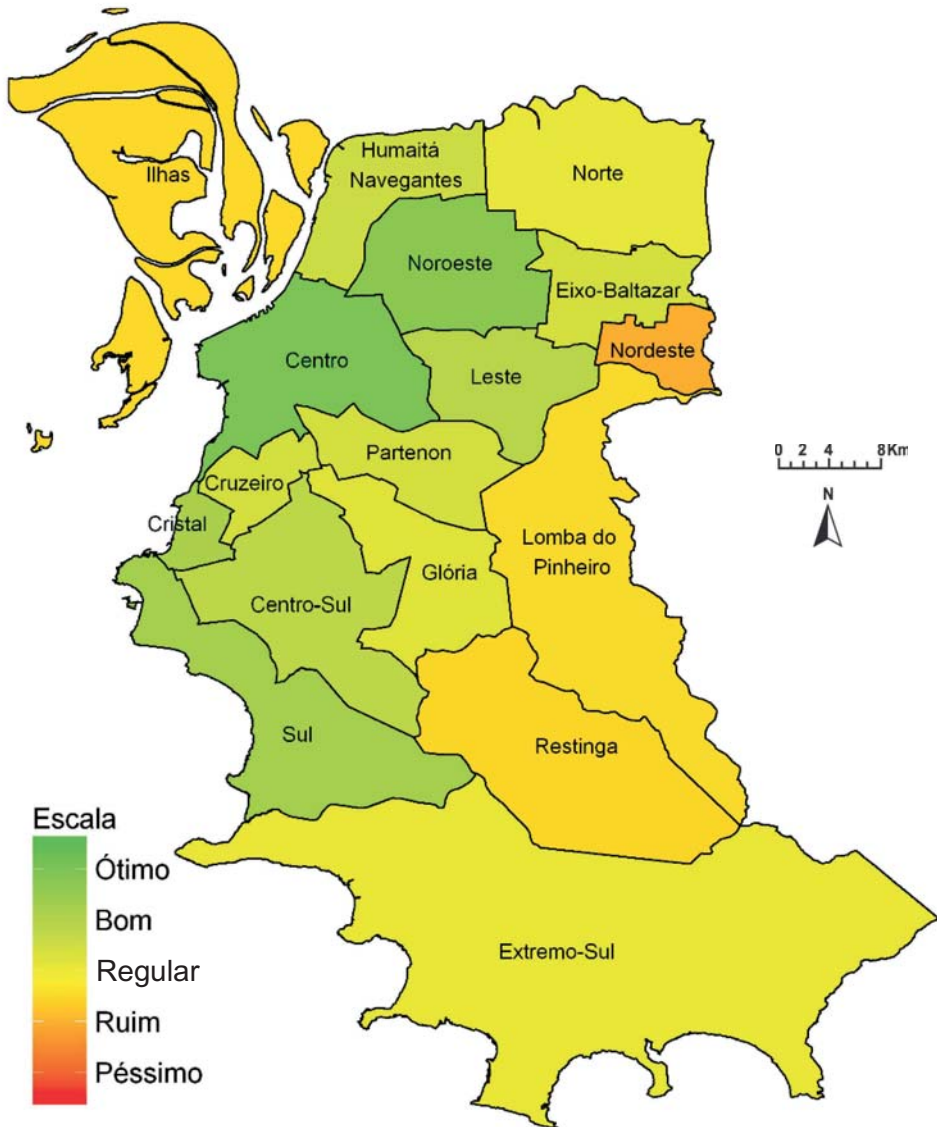 Humaitá
Navegantes
Ilhas
Norte
Noroeste
Eixo-Baltazar
Nordeste
Centro
Leste
Partenon
0 2 4 8Km
Cruzeiro
N
Cristal
Lomba do
Pinheiro
Glória
Centro-Sul
Sul
Restinga
Escala
Ótimo
Bom
Regular
Ruim
Péssimo
Extremo-Sul